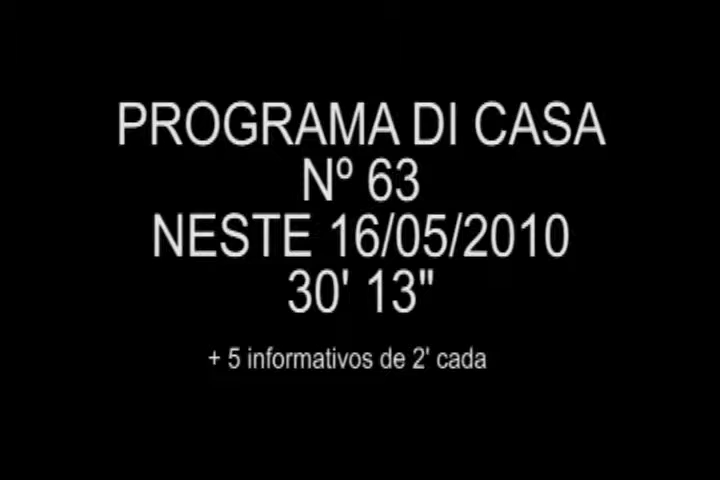 PROGRAMA DI CASA
Nº 63
NESTE 16/05/2010
30' 13"
+ 5 informativos de 2' cada